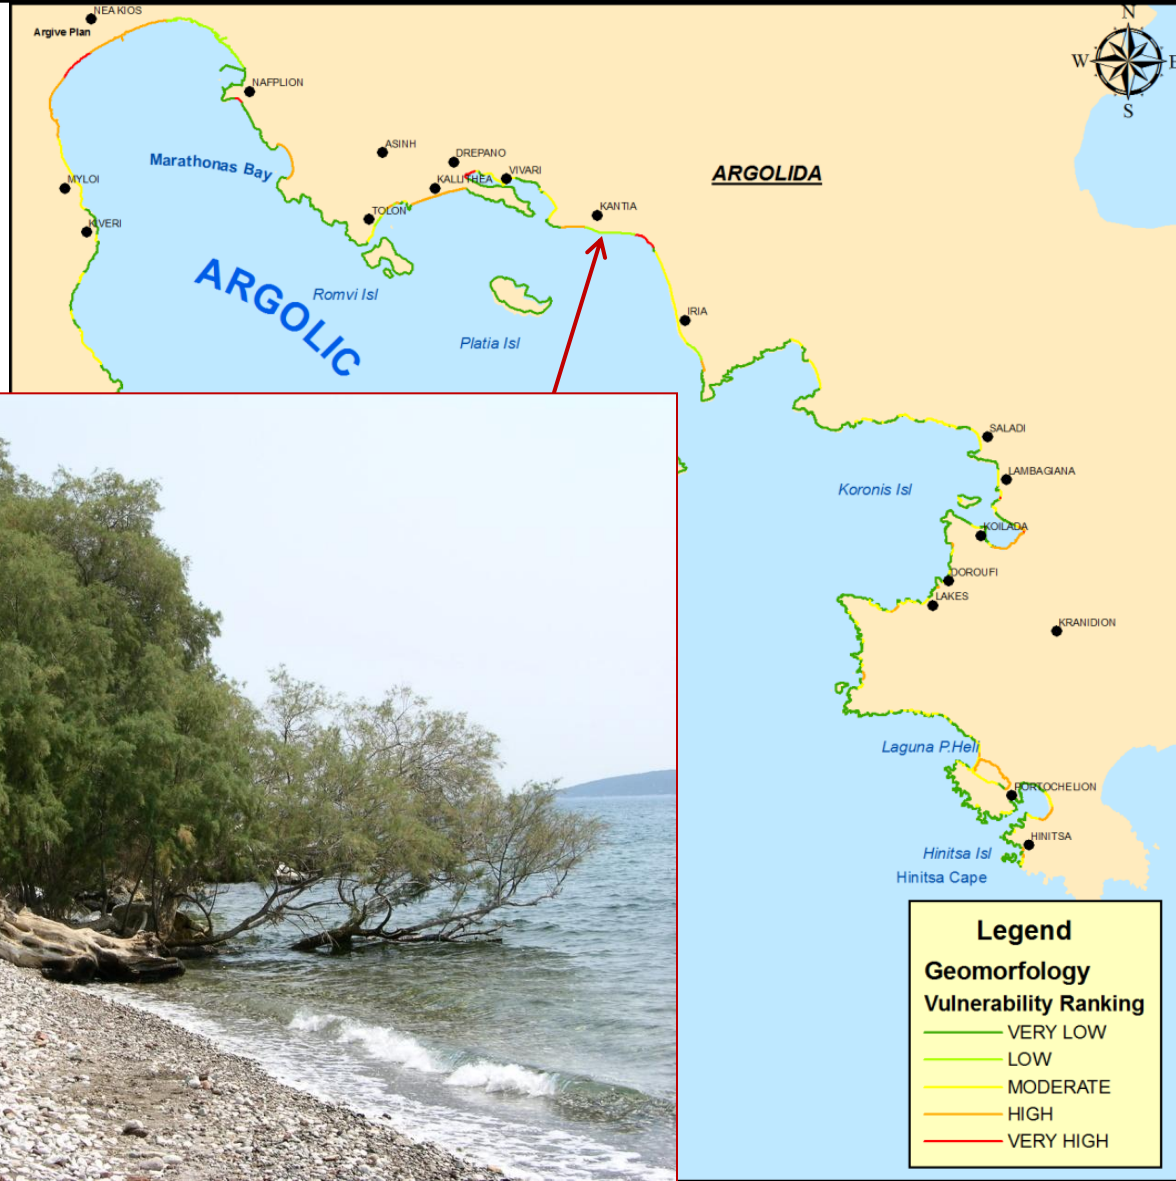 NEA KIOS
Argive Plan
N
W
E
S
NAFPLION
ASINH
DREPANO
Marathonas Bay
VIVARI
ARGOLIDA
MYLOI
KALLITHEA
TOLON
KANTIA
KIVERI
ARGOLIC
Romvi Isl
IRIA
Platia Isl
SALADI
LAMBAGIANA
Koronis Isl
KOILADA
DOROUFI
LAKES
KRANIDION
Laguna P.Heli
PORTOCHELION
HINITSA
Hinitsa Isl
Hinitsa Cape
Legend
Geomorfology
Vulnerability Ranking
VERY LOW
LOW
MODERATE
HIGH
VERY HIGH